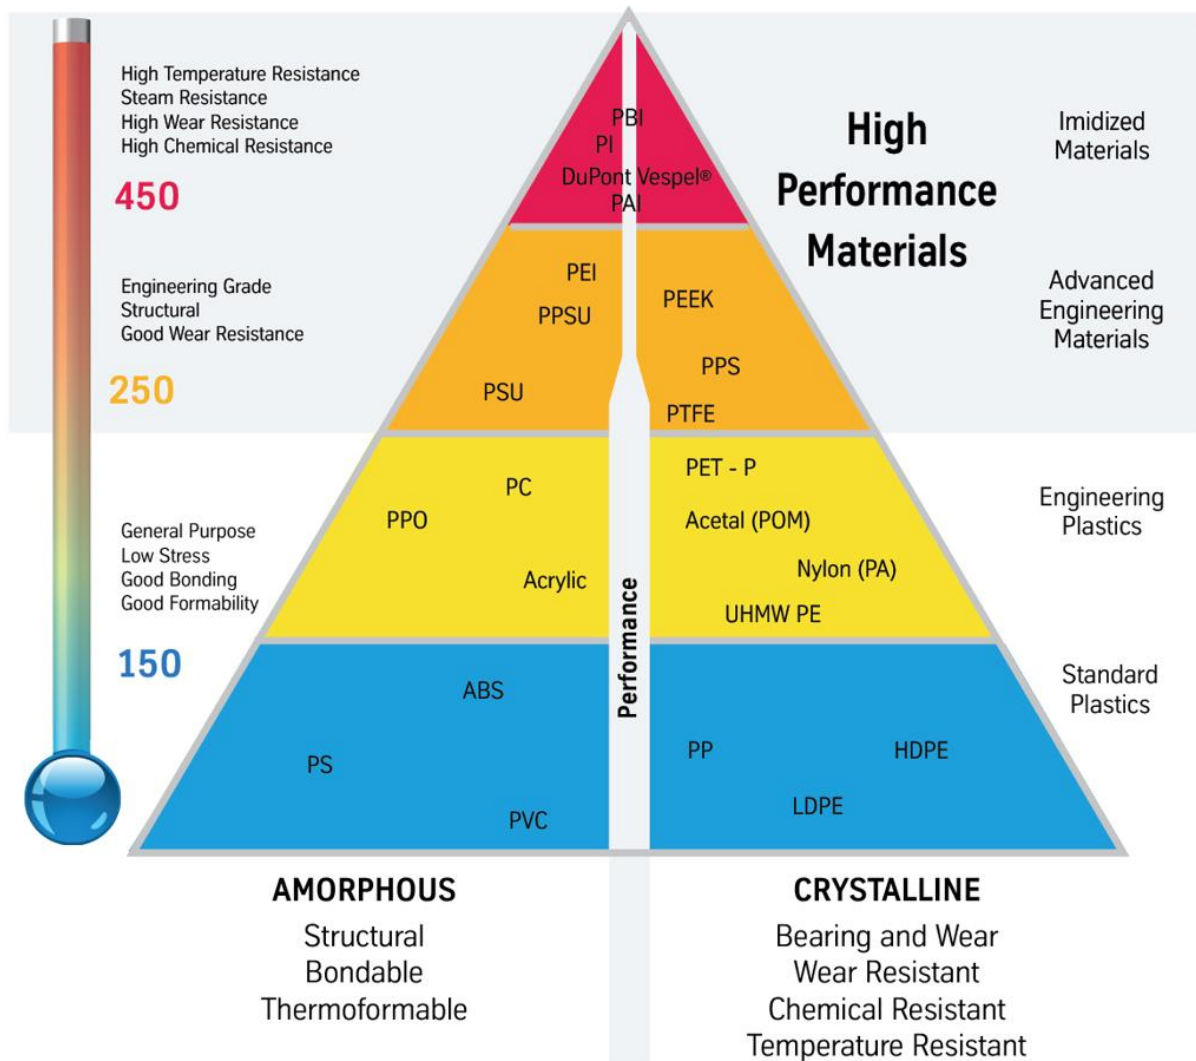 High Temperature Resistance
Steam Resistance
High Wear Resistance
High Chemical Resistance
450
PBI
PI
DuPont Vespel®
PAI
High
Performance
Materials
Imidized
Materials
Engineering Grade
Structural
Good Wear Resistance
250
PEI
PPSU
PSU
PEEK
PPS
PTFE
Advanced
Engineering
Materials
General Purpose
Low Stress
Good Bonding
Good Formability
150
PC
PPO
Acrylic
PET - P
Acetal (POM)
Nylon (PA)
UHMW PE
Engineering
Plastics
Performance
ABS
PS
PVC
PP
HDPE
LDPE
Standard
Plastics
AMORPHOUS
Structural
Bondable
Thermoformable
CRYSTALLINE
Bearing and Wear
Wear Resistant
Chemical Resistant
Temperature Resistant